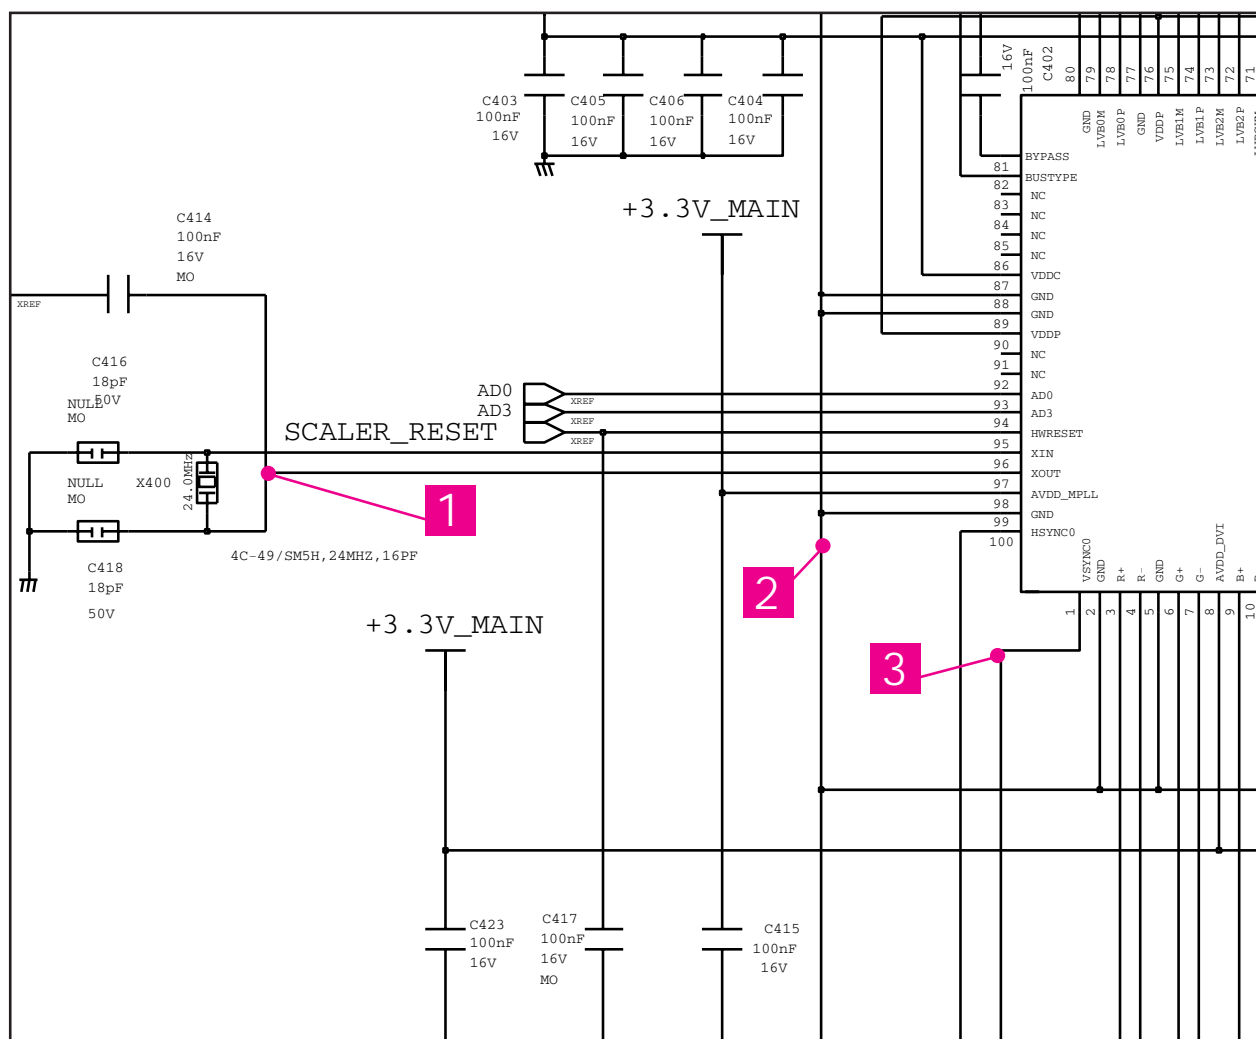 C403
100nF
16V
C405
100nF
16V
C406
100nF
16V
C404
100nF
16V
16V
100nF
C402
80
79
78
77
76
75
74
73
72
71
GND
LVB0M
LVB0P
GND
VDDP
LVB1M
LVB1P
LVB2M
LVB2P
BYPASS
81
BUSTYPE
82
NC
83
NC
84
NC
85
NC
86
VDDC
87
GND
88
GND
89
VDDP
90
NC
91
NC
92
AD0
93
AD3
94
HWRESET
95
XIN
96
XOUT
97
AVDD_MPLL
98
GND
99
HSYNC0
100
+3.3V_MAIN
C414
100nF
16V
MO
XREF
C416
18pF
50V
NULL
MO
AD0
XREF
AD3
XREF
SCALER_RESET
XREF
NULL
MO
X400
24.0MHz
1
4C-49/SM5H,24MHZ,16PF
C418
18pF
50V
2
3
VSYNC0
GND
R+
R-
GND
G+
G-
AVDD_DVI
B+
1
2
3
4
5
6
7
8
9
10
+3.3V_MAIN
C423
100nF
16V
C417
100nF
16V
MO
C415
100nF
16V